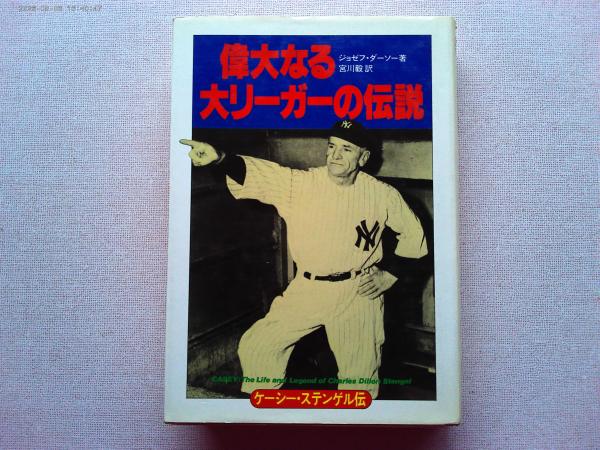 偉大なる
大リーガーの伝説
ジョゼフ・ダーソー著
宮川毅 訳
NY
NY
CASEY: The Life and Legend of Charles Dillon Stengel
ケーシー・ステンゲル伝